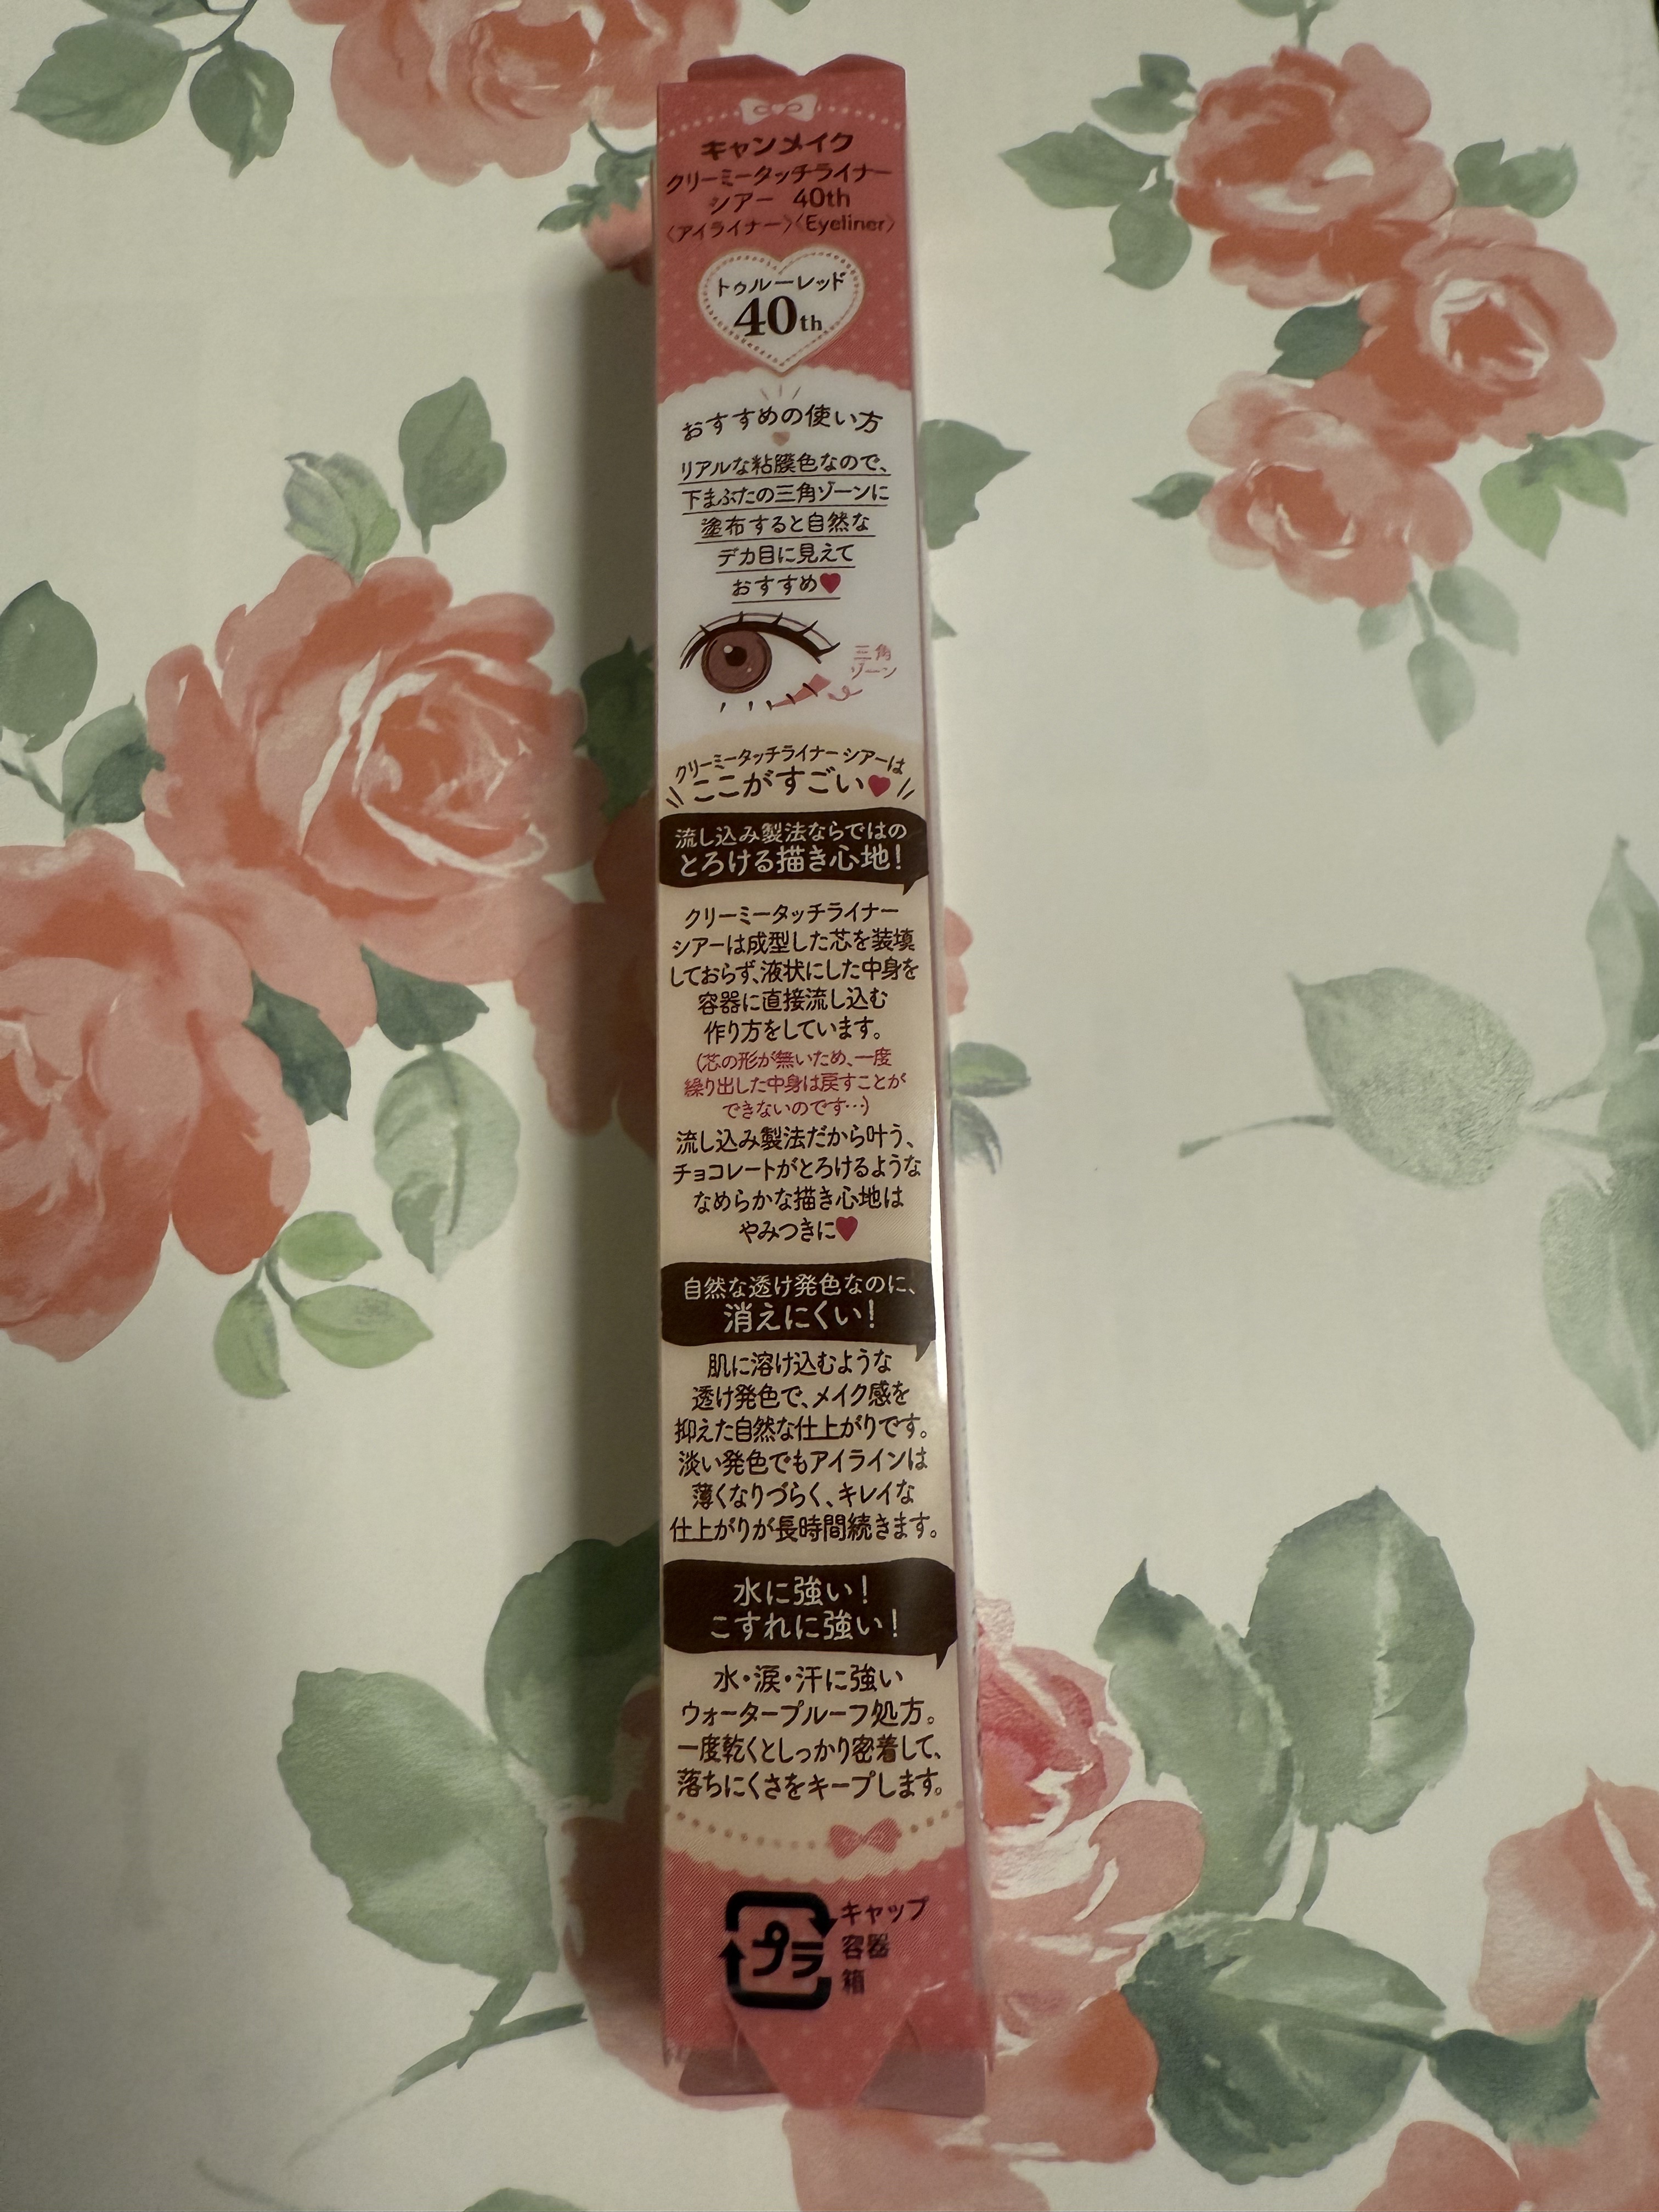 キャンメイク
クリーミータッチライナー
シアー 40th
〈アイライナー〉〈Eyeliner〉
トゥルーレッド
40th
おすすめの使い方
リアルな粘膜色なので、
下まぶたの三角ゾーンに
塗布すると自然な
デカ目に見えて
おすすめ♥
三角
ゾーン
クリーミータッチライナー シアーは
ここがすごい♥
流し込み製法ならではの
とろける描き心地!
クリーミータッチライナー
シアーは成型した芯を装填
しておらず、液状にした中身を
容器に直接流し込む
作り方をしています。
(芯の形が無いため、一度
繰り出した中身は戻すことが
できないのです…)
流し込み製法だから叶う、
チョコレートがとろけるような
なめらかな描き心地は
やみつきに♥
自然な透け発色なのに、
消えにくい!
肌に溶け込むような
透け発色で、メイク感を
抑えた自然な仕上がりです。
淡い発色でもアイラインは
薄くなりづらく、キレイな
仕上がりが長時間続きます。
水に強い!
こすれに強い!
水・涙・汗に強い
ウォータープルーフ処方。
一度乾くとしっかり密着して、
落ちにくさをキープします。
プラ
キャップ
容器
箱